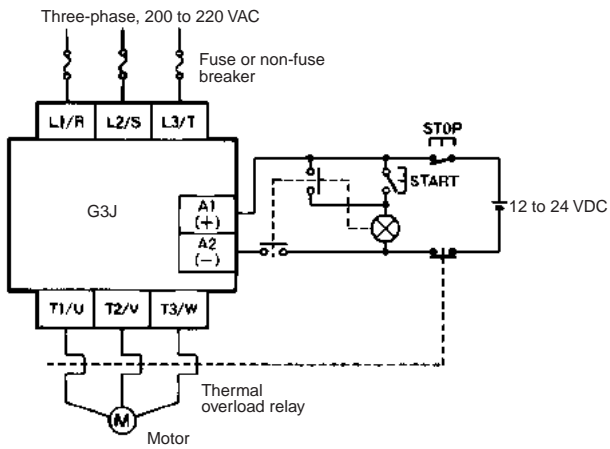 Three-phase, 200 to 220 VAC
Fuse or non-fuse
breaker
L1/R
L2/S
L3/T
STOP
START
G3J
A1
(+)
A2
(−)
12 to 24 VDC
T1/U
T2/V
T3/W
Thermal
overload relay
M
Motor